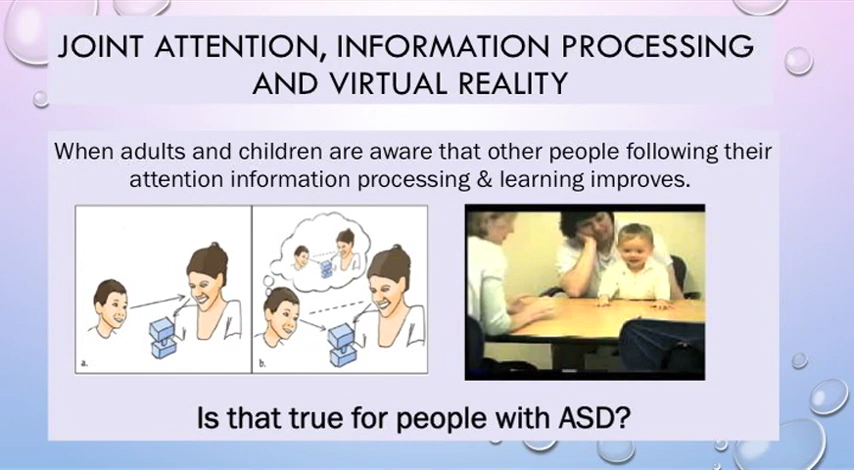 JOINT ATTENTION, INFORMATION PROCESSING
AND VIRTUAL REALITY
When adults and children are aware that other people following their
attention information processing & learning improves.
a.
b.
Is that true for people with ASD?